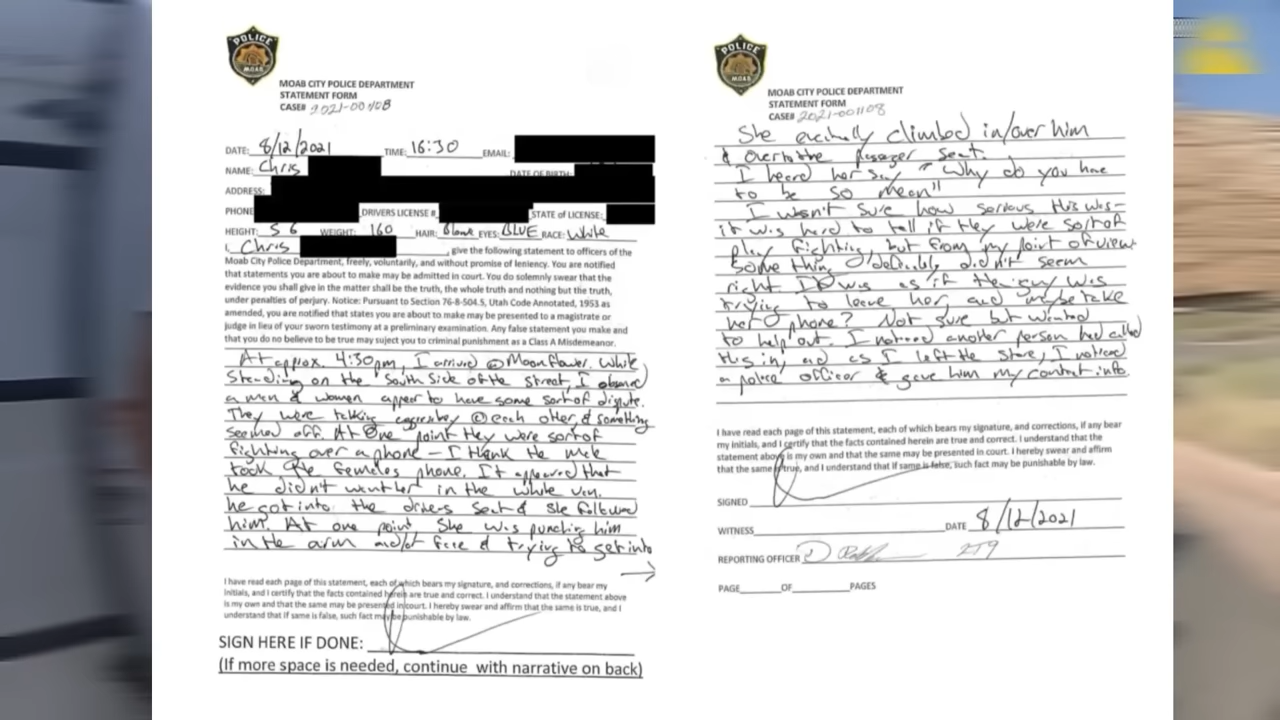 POLICE
MOAB
MOAB CITY POLICE DEPARTMENT
STATEMENT FORM
CASE# 2021-001108
DATE: 8/12/2021 TIME: 16:30 EMAIL:
NAME: Chris
DATE OF BIRTH:
ADDRESS:
PHONE DRIVERS LICENSE # STATE OF LICENSE:
HEIGHT: 5 6 WEIGHT: 160 HAIR: EYES: BLUE RACE: White
I, Chris , give the following statement to officers of the
Moab City Police Department, freely, voluntarily, and without promise of leniency. You are notified
that statements you are about to make may be admitted in court. You do solemnly swear that the
evidence you shall give in the matter shall be the truth, the whole truth and nothing but the truth,
under penalties of perjury. Notice: Pursuant to Section 76-8-504.5, Utah Code Annotated, 1953 as
amended, you are notified that states you are about to make may be presented to a magistrate or
judge in lieu of your sworn testimony at a preliminary examination. Any false statement you make and
that you do no believe to be true may suject you to criminal punishment as a Class A Misdemeanor.
At approx. 4:30pm, I arrived @ Moonflower. While
standing on the south side of the street, I observed
a man & women appear to have some sort of dispute.
They were talking @ each other, & something
seemed off. At one point they were sort of
fighting over a phone - I think the male
took the females phone. It appeared that
he didn't want her in the white van.
he got into the drivers seat & she followed
him. At one point she was punching him
in the arm and/or face & trying to get into
→
I have read each page of this statement, each of which bears my signature, and corrections, if any bear my
initials, and I certify that the facts contained herein are true and correct. I understand that the statement above
is my own and that the same may be presented in court. I hereby swear and affirm that the same is true, and I
understand that if same is false, such fact may be punishable by law.
SIGN HERE IF DONE:
(If more space is needed, continue with narrative on back)
POLICE
MOAB
MOAB CITY POLICE DEPARTMENT
STATEMENT FORM
CASE# 2021-001108
She climbed in/over him
& over to the seat.
I heard her say "Why do you have
to be so mean"
I wasn't sure how serious this was -
it was hard to tell if they were sort of
play fighting, but from my point of view
something definitely didn't seem
right. It was as if the guy was
trying to leave her, and maybe take
her phone? Not sure but wanted
to help out. I noticed another person had called
this in, and as I left the store, I noticed
a police officer & gave him my contact info.
I have read each page of this statement, each of which bears my signature, and corrections, if any bear
my initials, and I certify that the facts contained herein are true and correct. I understand that the
statement above is my own and that the same may be presented in court. I hereby swear and affirm
that the same is true, and I understand that if same is false, such fact may be punishable by law.
SIGNED
WITNESS DATE 8/12/2021
REPORTING OFFICER
PAGE OF PAGES